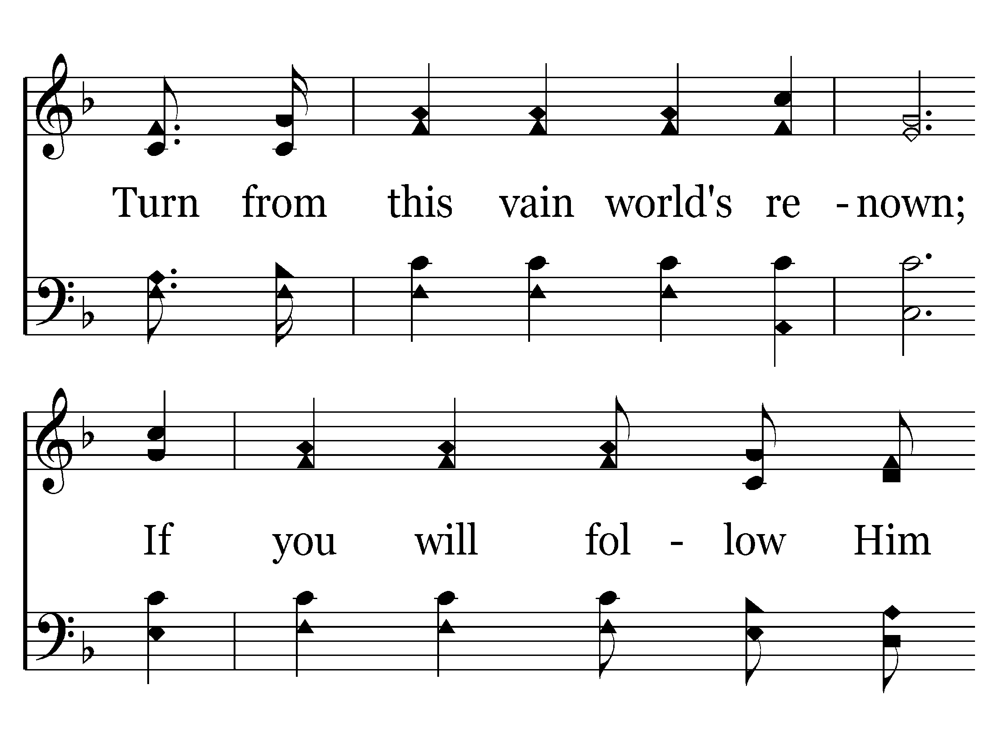 Turn from this vain world's re - nown;
If you will fol - low Him